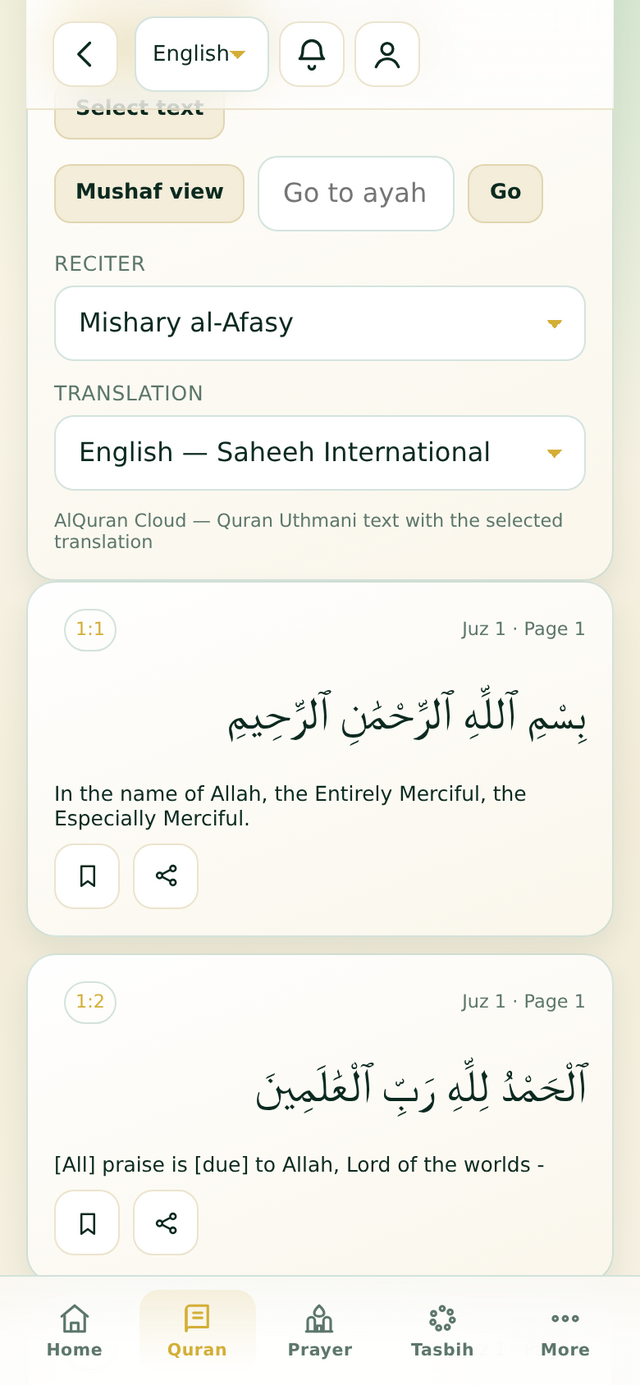 English
Select text
Mushaf view
Go to ayah
Go
RECITER
Mishary al-Afasy
TRANSLATION
English — Saheeh International
AlQuran Cloud — Quran Uthmani text with the selected
translation
1:1
Juz 1 · Page 1
بِسْمِ ٱللَّهِ ٱلرَّحْمَٰنِ ٱلرَّحِيمِ
In the name of Allah, the Entirely Merciful, the
Especially Merciful.
1:2
Juz 1 · Page 1
ٱلْحَمْدُ لِلَّهِ رَبِّ ٱلْعَٰلَمِينَ
[All] praise is [due] to Allah, Lord of the worlds -
Home
Quran
Prayer
Tasbih
More